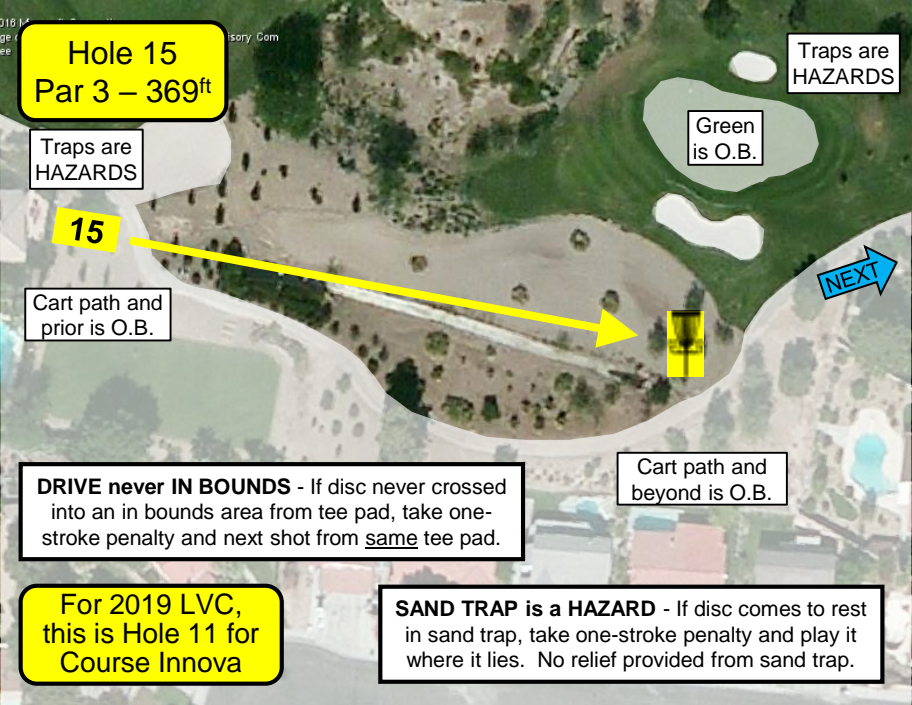 Hole 15
Par 3 – 369ft
Traps are
HAZARDS
Traps are
HAZARDS
Green
is O.B.
15
NEXT
Cart path and
prior is O.B.
Cart path and
beyond is O.B.
DRIVE never IN BOUNDS - If disc never crossed
into an in bounds area from tee pad, take one-
stroke penalty and next shot from same tee pad.
For 2019 LVC,
this is Hole 11 for
Course Innova
SAND TRAP is a HAZARD - If disc comes to rest
in sand trap, take one-stroke penalty and play it
where it lies.  No relief provided from sand trap.